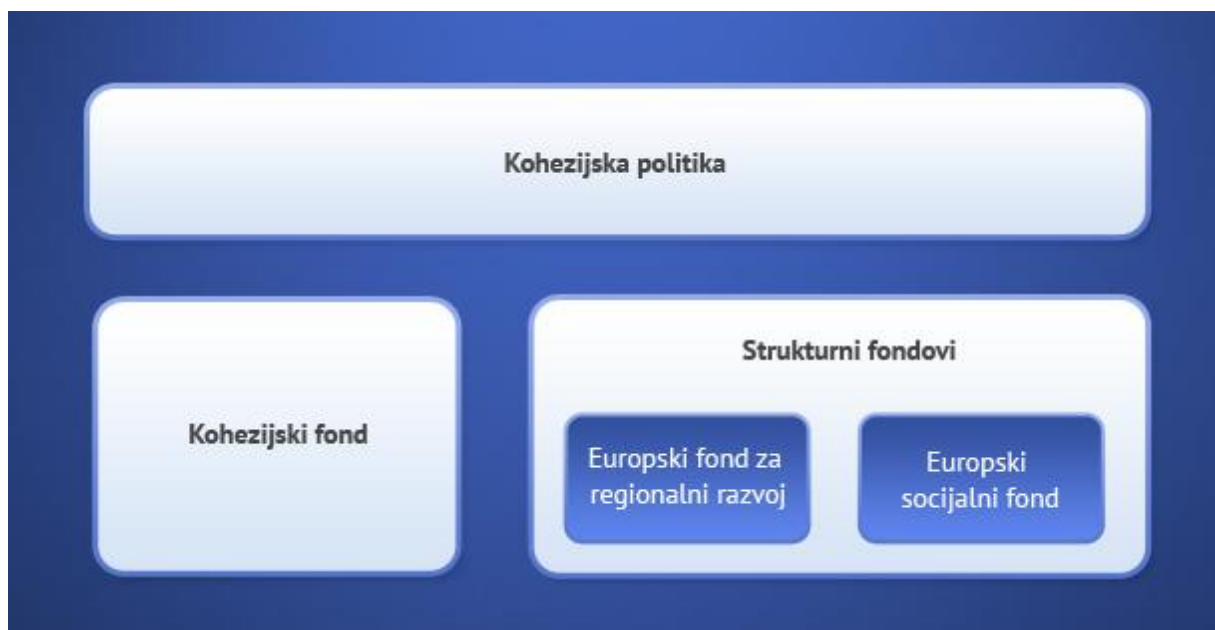 Kohezijska politika
Kohezijski fond
Strukturni fondovi
Europski fond za
regionalni razvoj
Europski
socijalni fond